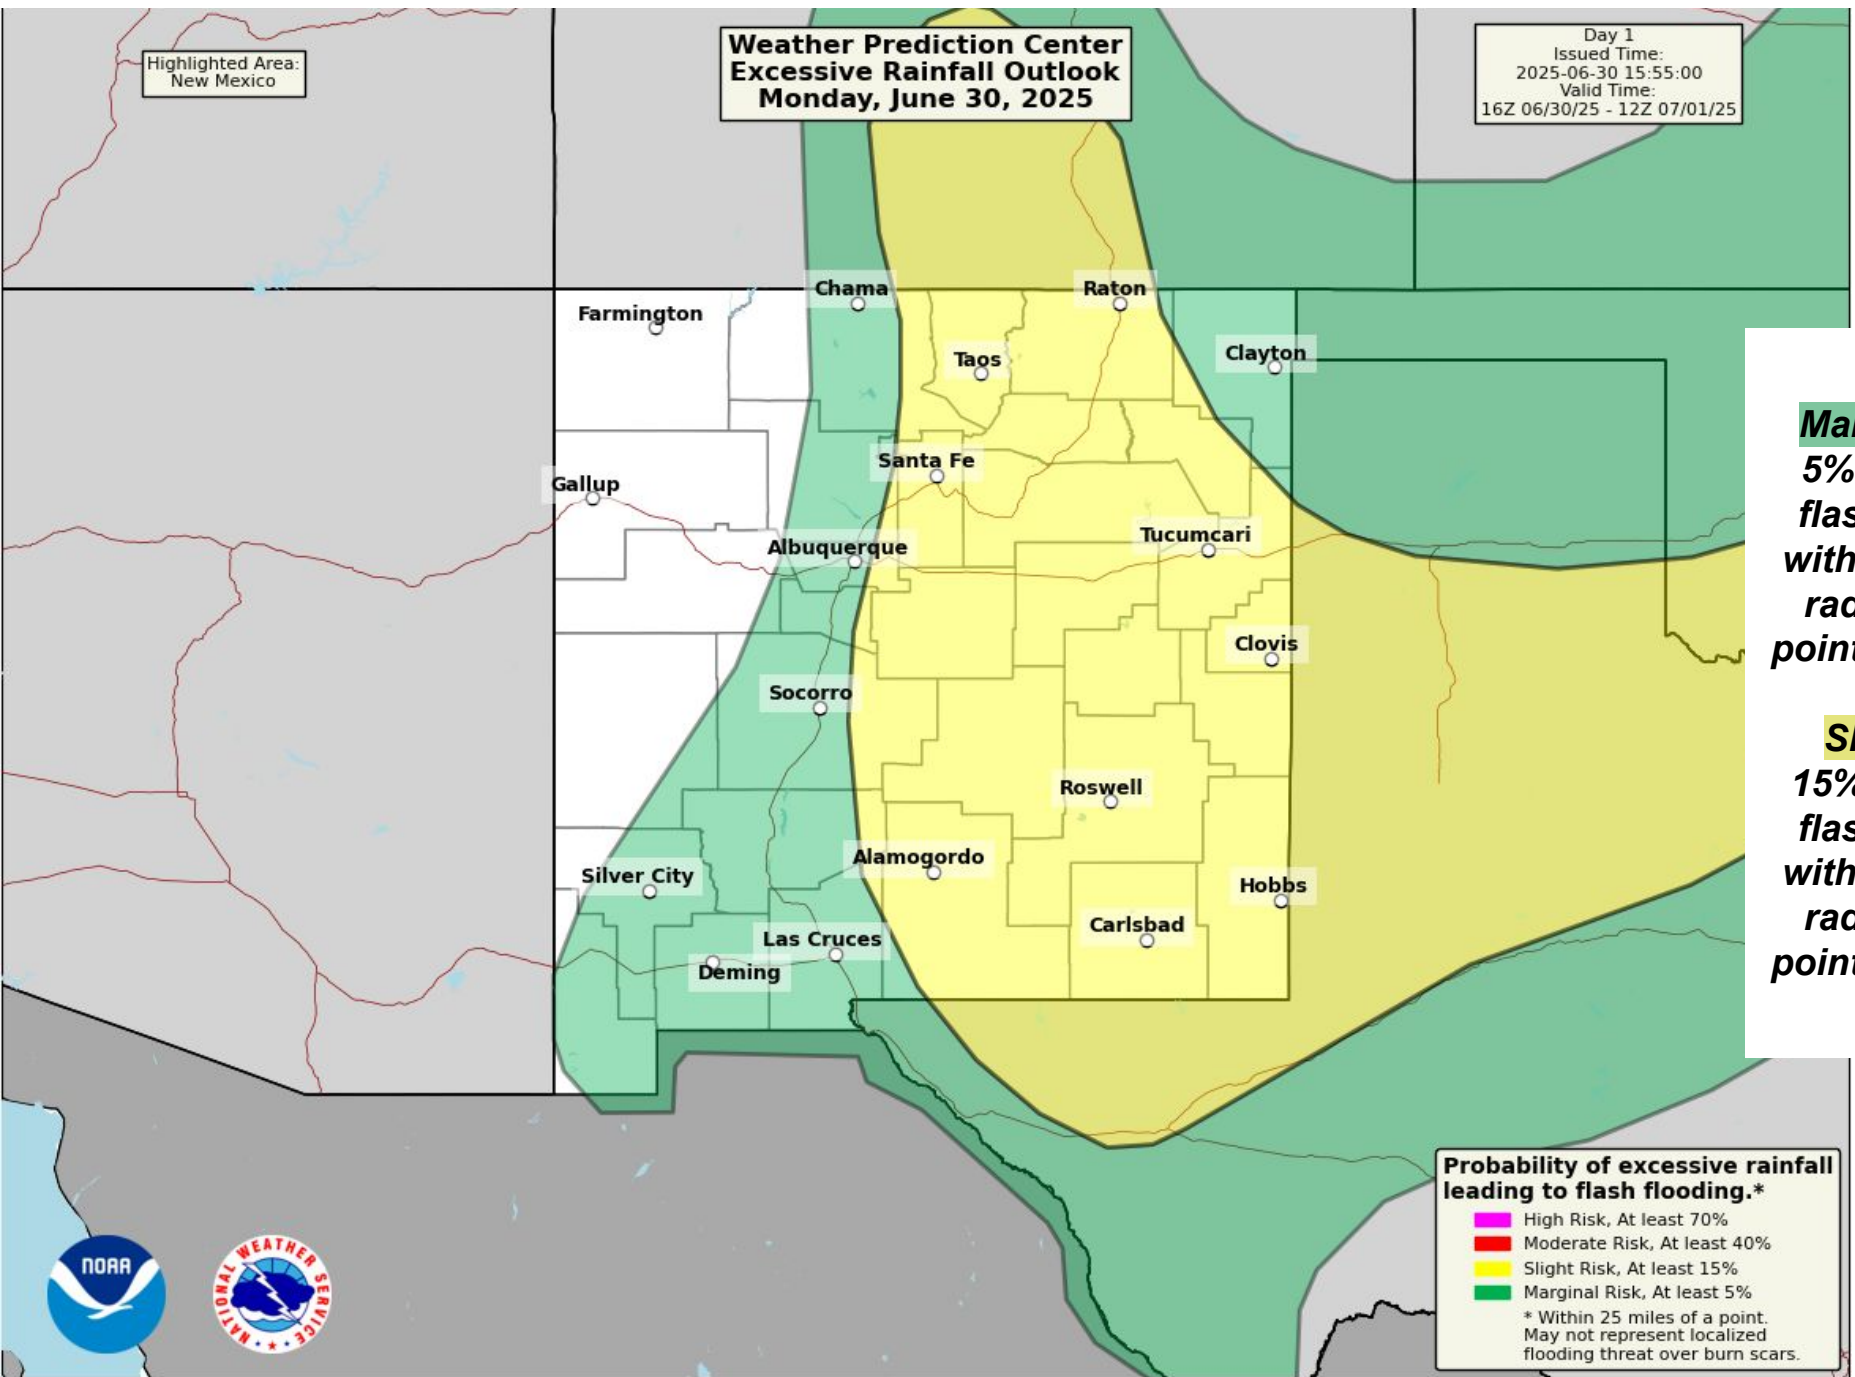 Highlighted Area:
New Mexico
Weather Prediction Center
Excessive Rainfall Outlook
Monday, June 30, 2025
Day 1
Issued Time:
2025-06-30 15:55:00
Valid Time:
16Z 06/30/25 - 12Z 07/01/25
Chama
Raton
Farmington
Taos
Clayton
Santa Fe
Gallup
Tucumcari
Albuquerque
Clovis
Socorro
Roswell
Alamogordo
Silver City
Hobbs
Carlsbad
Las Cruces
Deming
5%
15%
Probability of excessive rainfall
leading to flash flooding.*
High Risk, At least 70%
Moderate Risk, At least 40%
Slight Risk, At least 15%
Marginal Risk, At least 5%
* Within 25 miles of a point.
May not represent localized
flooding threat over burn scars.
NOAA
NATIONAL WEATHER SERVICE